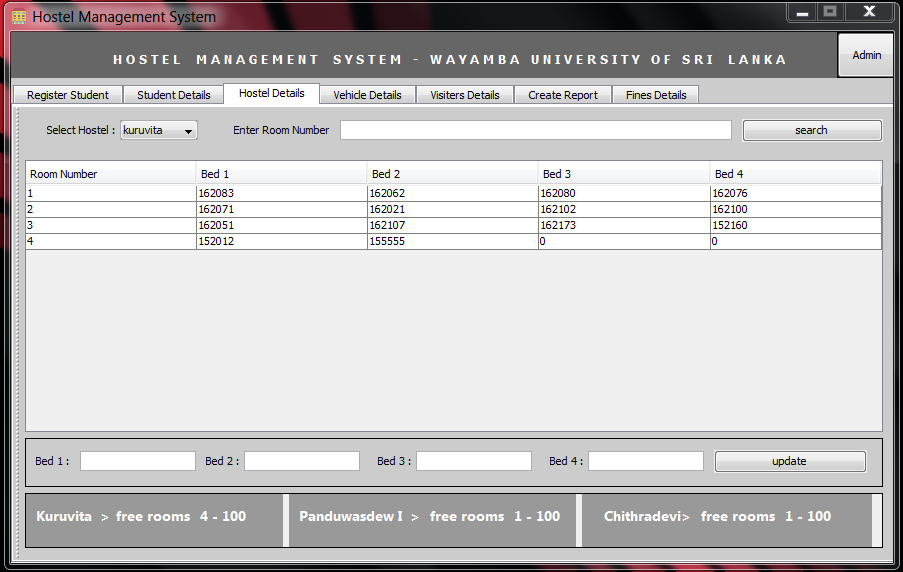 Hostel Management System
HOSTEL MANAGEMENT SYSTEM - WAYAMBA UNIVERSITY OF SRI LANKA
Admin
Register Student Student Details Hostel Details Vehicle Details Visiters Details Create Report Fines Details
Select Hostel : kuruvita Enter Room Number search
Room Number Bed 1 Bed 2 Bed 3 Bed 4
1 162083 162062 162080 162076
2 162071 162021 162102 162100
3 162051 162107 162173 152160
4 152012 155555 0 0
Bed 1 : Bed 2 : Bed 3 : Bed 4 : update
Kuruvita > free rooms 4 - 100 Panduwasdew I > free rooms 1 - 100 Chithradevi> free rooms 1 - 100